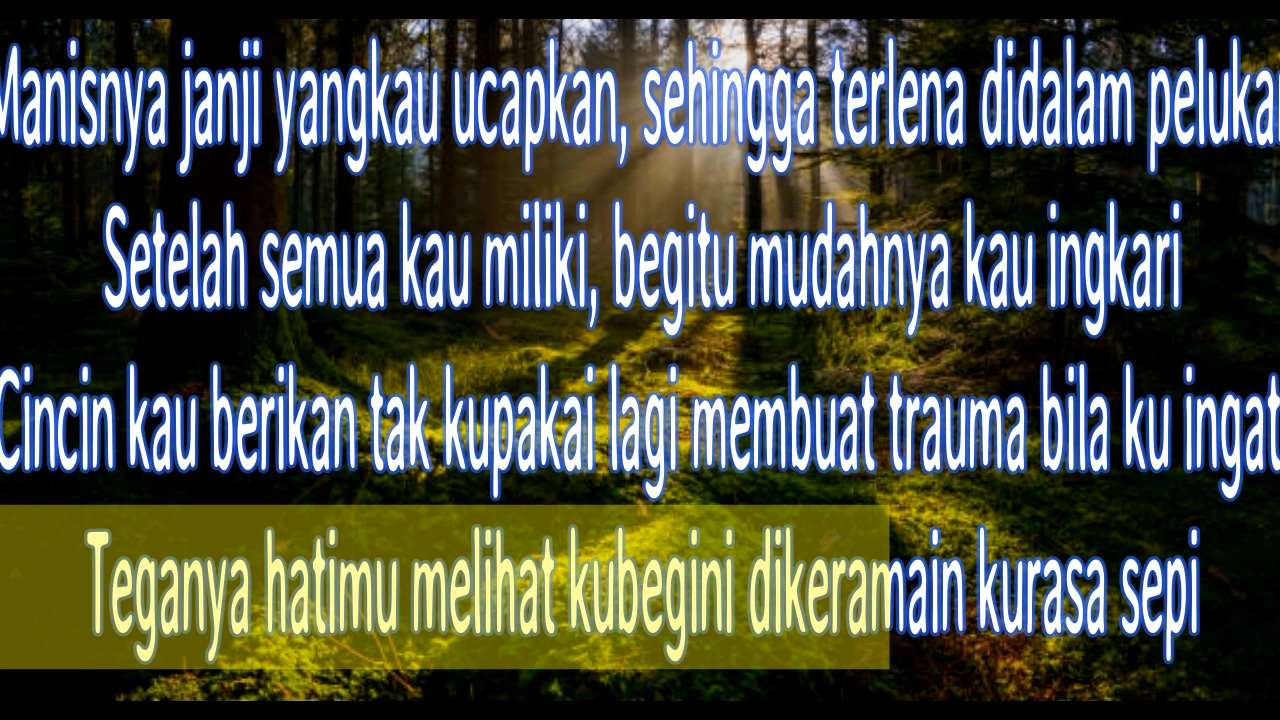 Manisnya janji yangkau ucapkan, sehingga terlena didalam peluka
Setelah semua kau miliki, begitu mudahnya kau ingkari
Cincin kau berikan tak kupakai lagi membuat trauma bila ku ingat
Teganya hatimu melihat kubegini dikeramain kurasa sepi